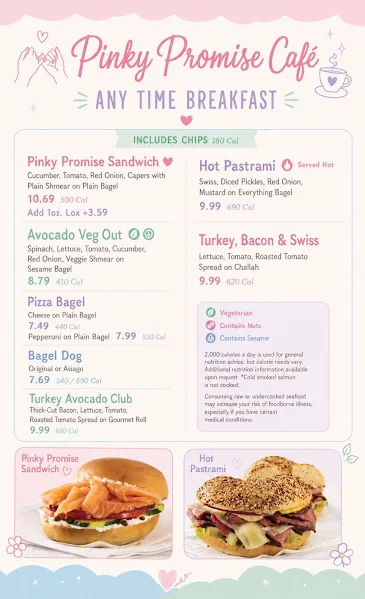 Pinky Promise Café
ANY TIME BREAKFAST
INCLUDES CHIPS 180 Cal
Pinky Promise Sandwich
Cucumber, Tomato, Red Onion, Capers with
Plain Shmear on Plain Bagel
10.69 500 Cal
Add 1oz. Lox +3.59
Avocado Veg Out
Spinach, Lettuce, Tomato, Cucumber,
Red Onion, Veggie Shmear on
Sesame Bagel
8.79 410 Cal
Pizza Bagel
Cheese on Plain Bagel
7.49 440 Cal
Pepperoni on Plain Bagel 7.99 530 Cal
Bagel Dog
Original or Asiago
7.69 540 / 590 Cal
Turkey Avocado Club
Thick-Cut Bacon, Lettuce, Tomato,
Roasted Tomato Spread on Gourmet Roll
9.99 680 Cal
Hot Pastrami Served Hot
Swiss, Diced Pickles, Red Onion,
Mustard on Everything Bagel
9.99 690 Cal
Turkey, Bacon & Swiss
Lettuce, Tomato, Roasted Tomato
Spread on Challah
9.99 620 Cal
Vegetarian
Contains Nuts
Contains Sesame
2,000 calories a day is used for general
nutrition advice, but calorie needs vary.
Additional nutrition information available
upon request. *Cold smoked salmon
is not cooked.
Consuming raw or undercooked seafood
may increase your risk of foodborne illness,
especially if you have certain
medical conditions.
Pinky Promise
Sandwich
Hot
Pastrami